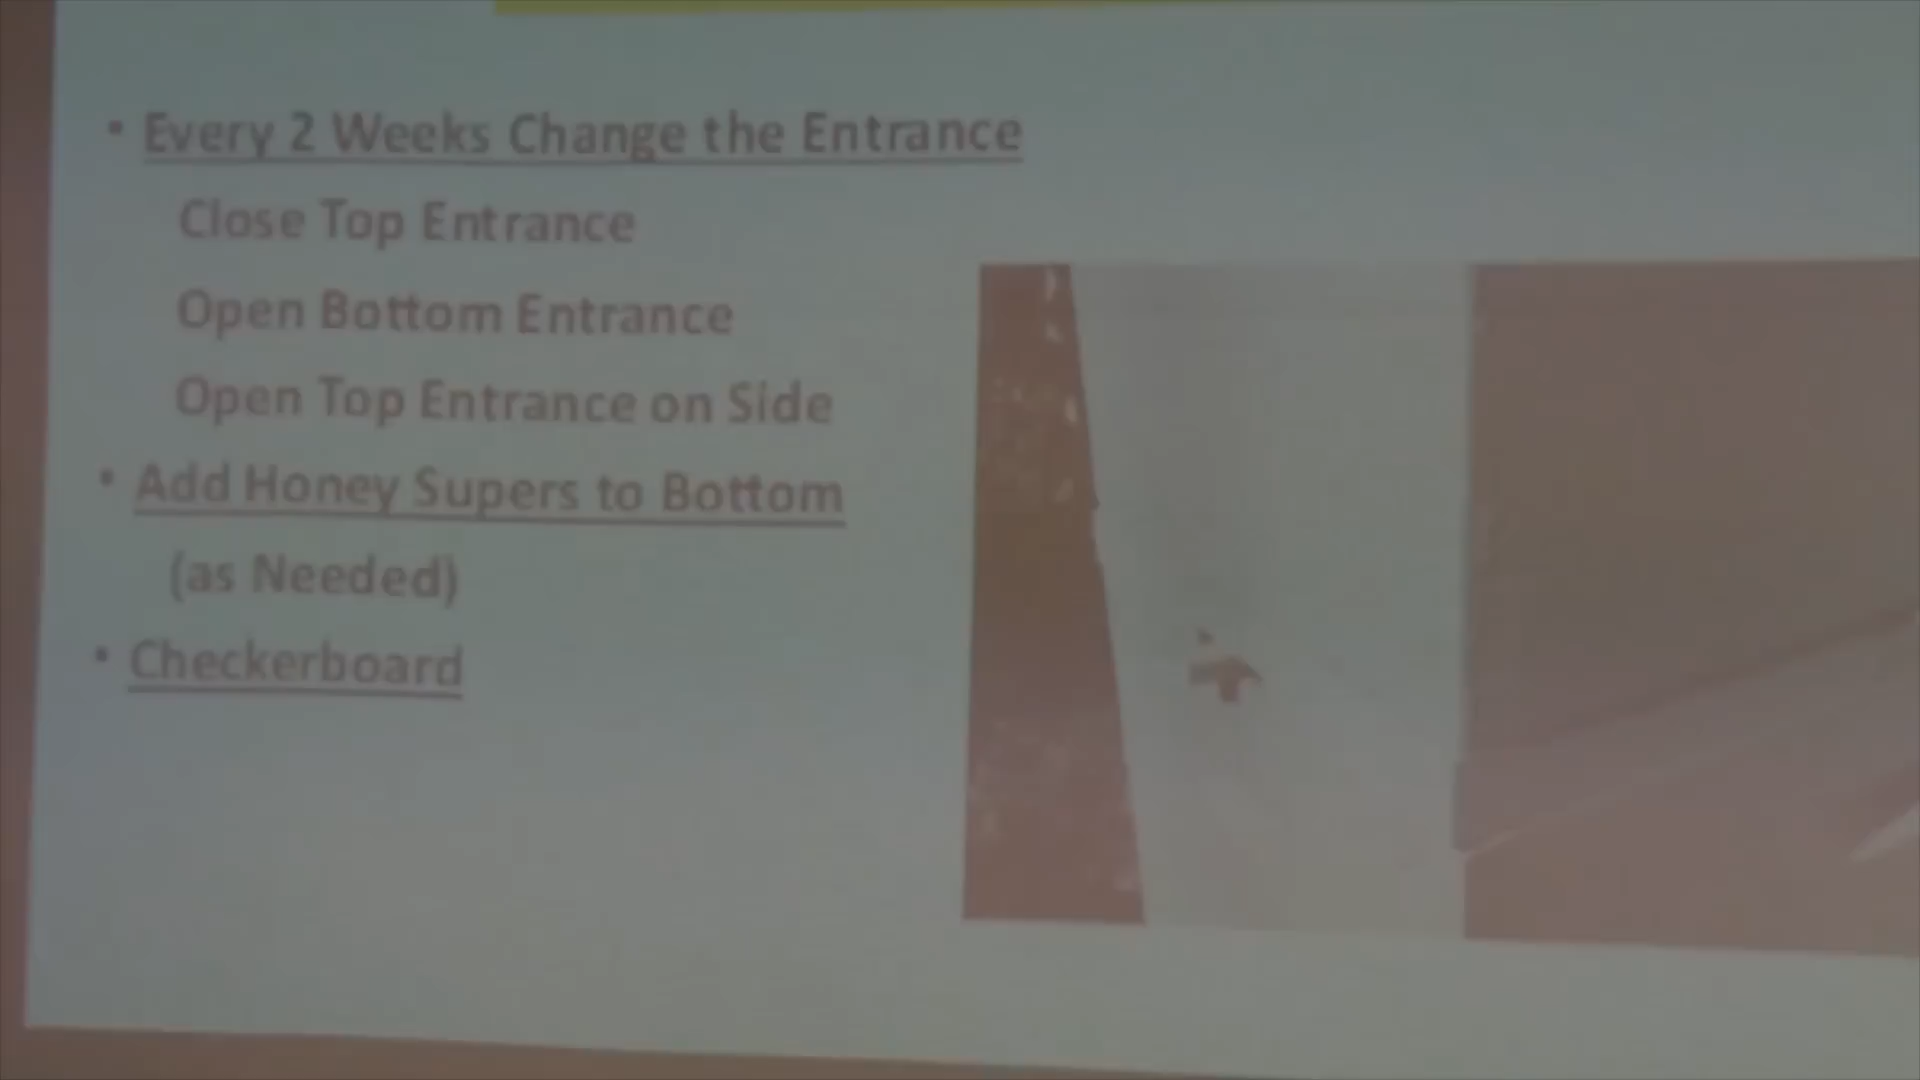 • Every 2 Weeks Change the Entrance
Close Top Entrance
Open Bottom Entrance
Open Top Entrance on Side
• Add Honey Supers to Bottom
(as Needed)
• Checkerboard